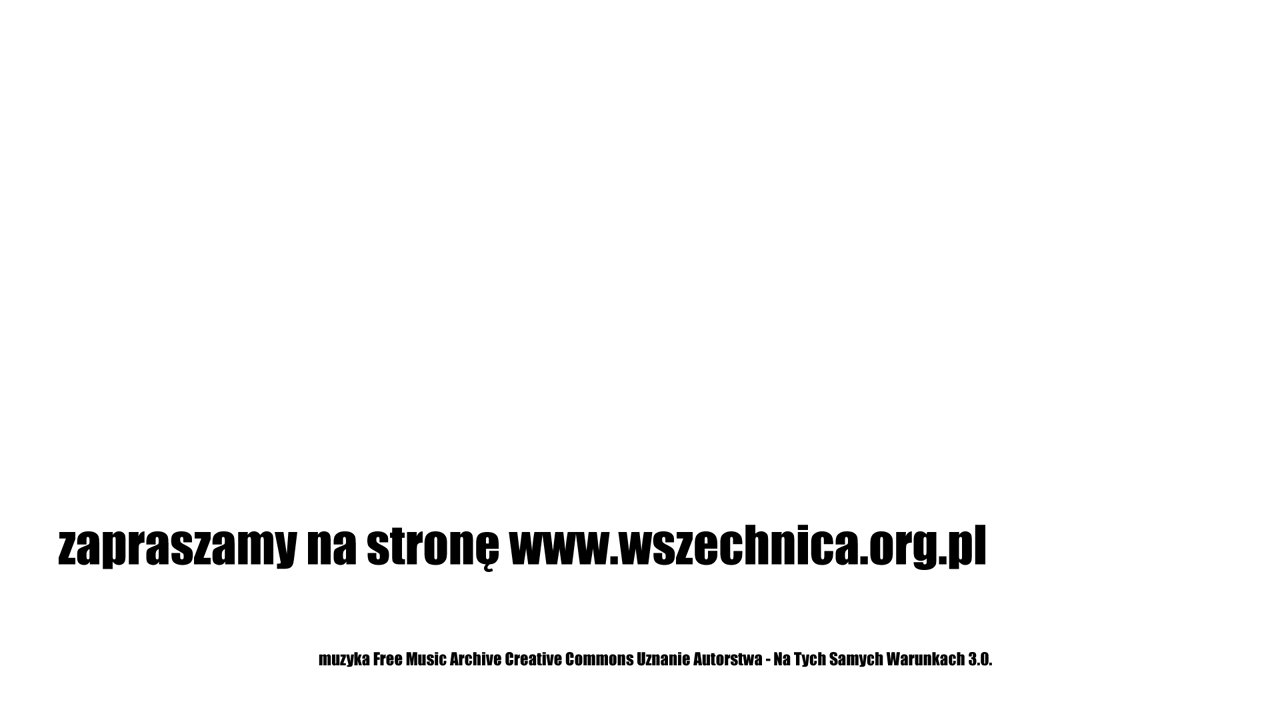 zapraszamy na stronę www.wszechnica.org.pl
muzyka Free Music Archive Creative Commons Uznanie Autorstwa - Na Tych Samych Warunkach 3.0.